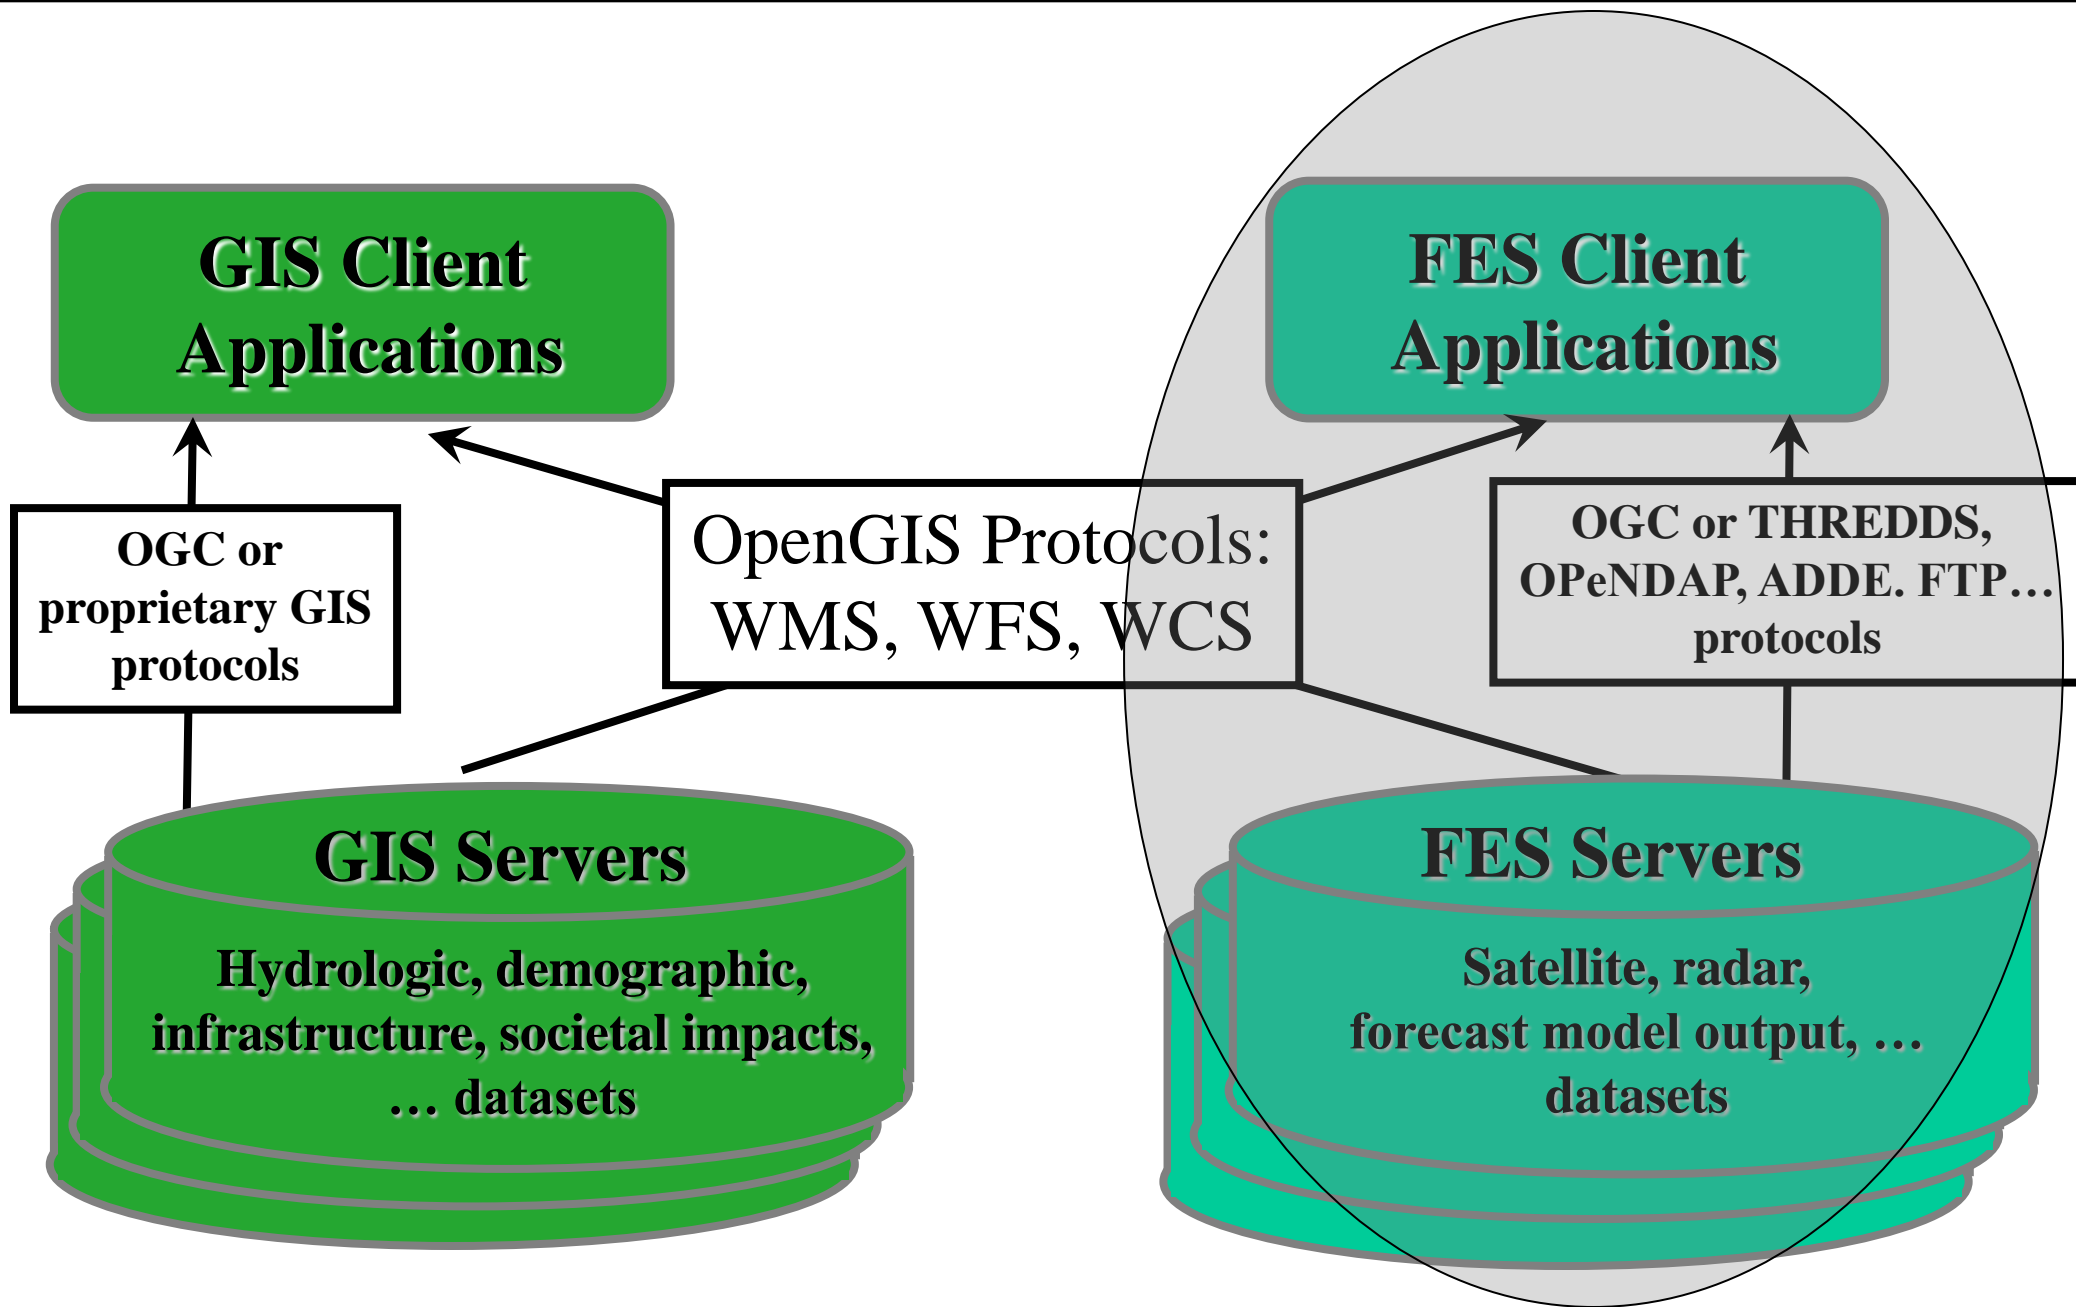 GIS Client
Applications
FES Client
Applications
OGC or
proprietary GIS
protocols
OpenGIS Protocols:
WMS, WFS, WCS
OGC or THREDDS,
OPeNDAP, ADDE. FTP…
protocols
GIS Servers
Hydrologic, demographic,
infrastructure, societal impacts,
… datasets
FES Servers
Satellite, radar,
forecast model output, …
datasets